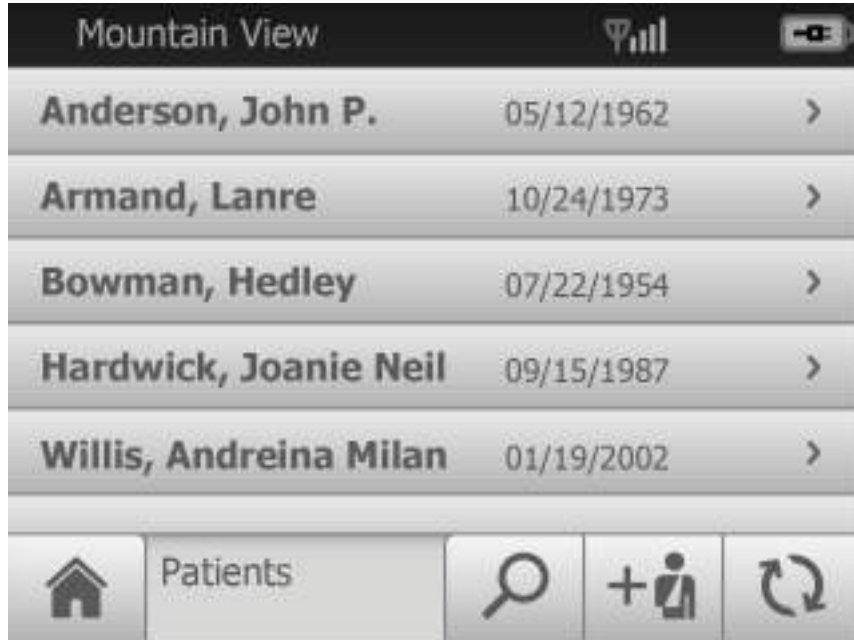 Mountain View
Anderson, John P. 05/12/1962 >
Armand, Lanre 10/24/1973 >
Bowman, Hedley 07/22/1954 >
Hardwick, Joanie Neil 09/15/1987 >
Willis, Andreina Milan 01/19/2002 >
Patients